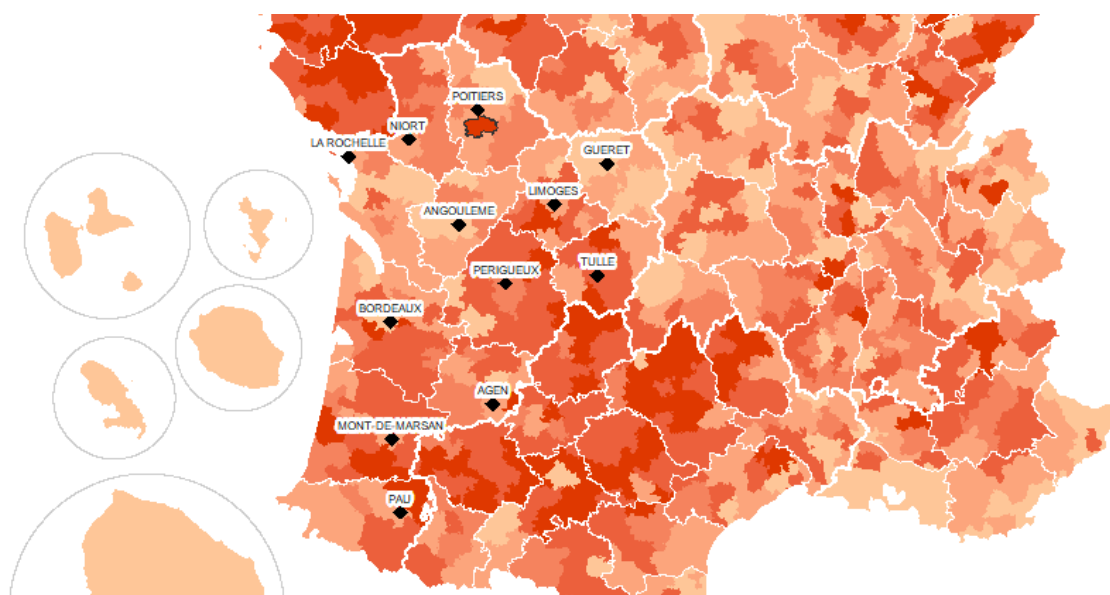 POITIERS
NIORT
LA ROCHELLE
GUERET
LIMOGES
ANGOULEME
TULLE
PERIGUEUX
BORDEAUX
AGEN
MONT-DE-MARSAN
PAU